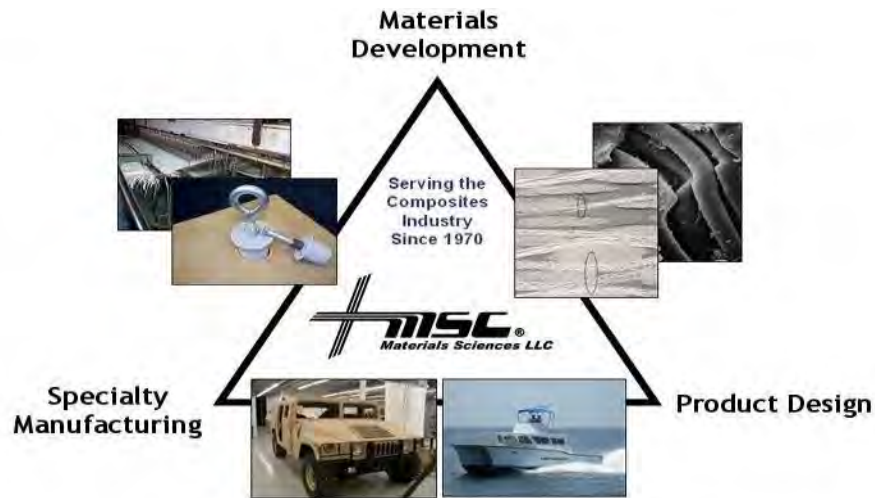 Materials
Development
Serving the
Composites
Industry
Since 1970
MSC®
Materials Sciences LLC
Specialty
Manufacturing
Product Design